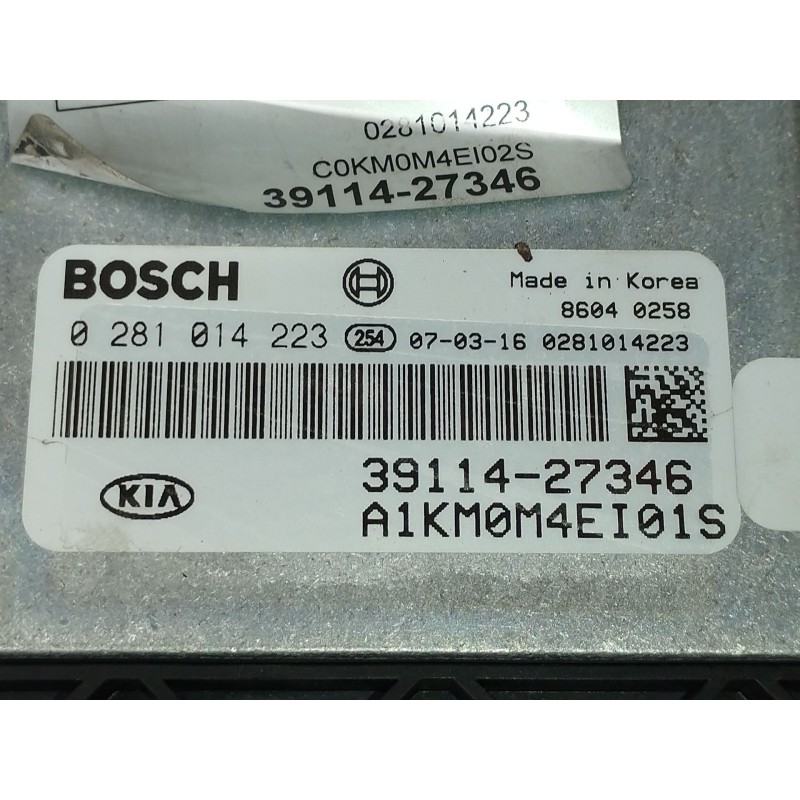 0281014223
C0KM0M4EI02S
39114-27346
BOSCH
Made in Korea
8604 0258
0 281 014 223 254 07-03-16 0281014223
KIA
39114-27346
A1KM0M4EI01S